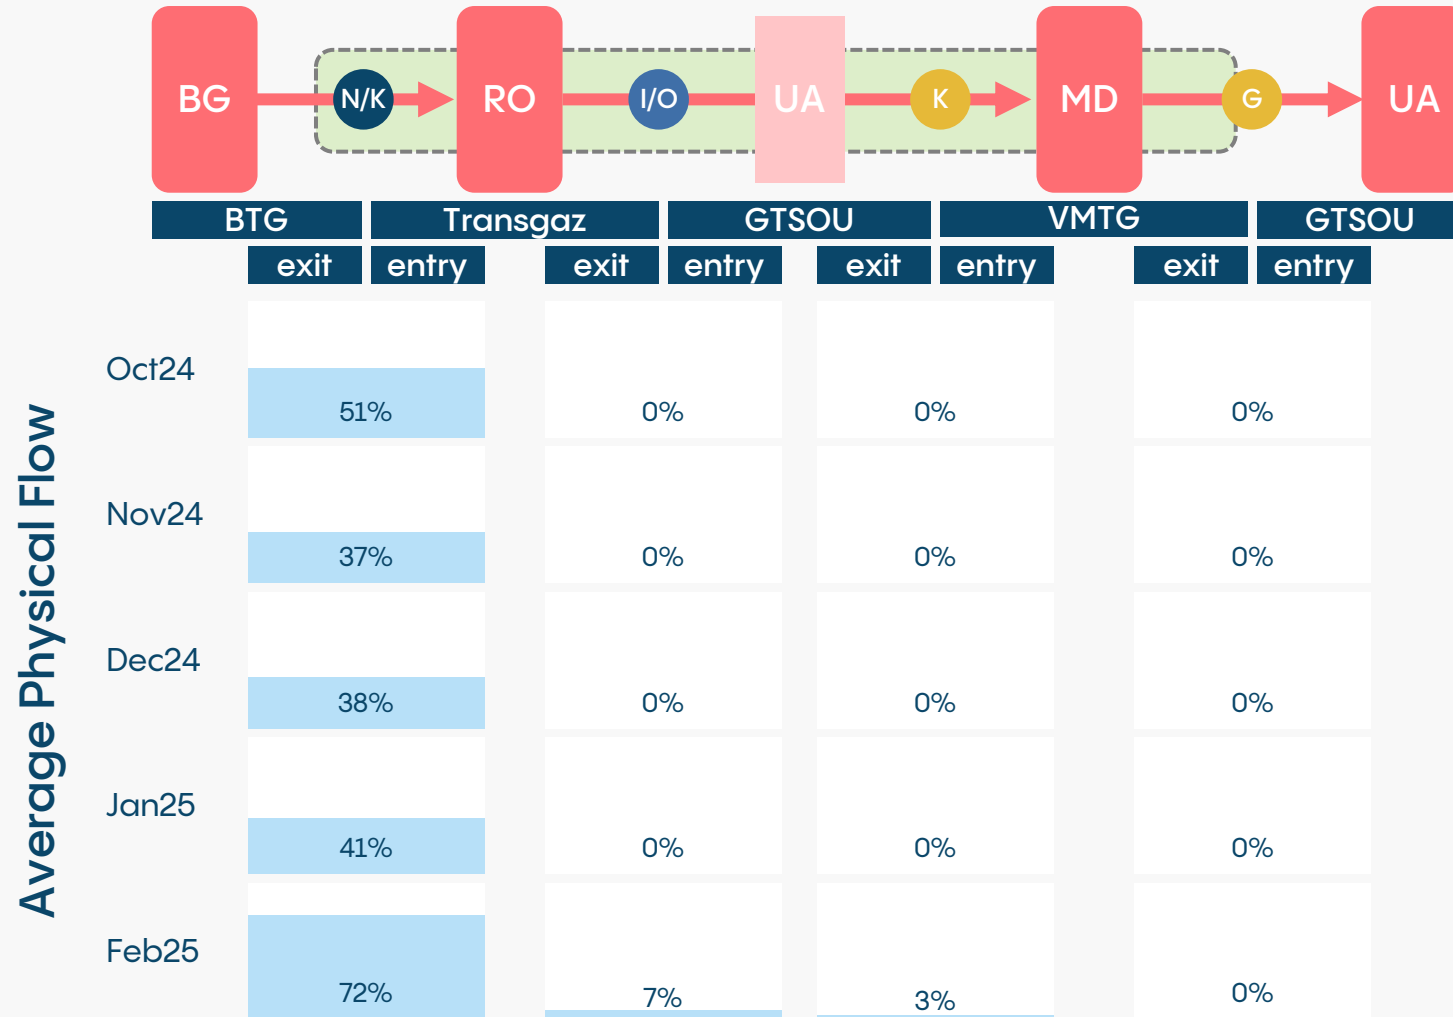 BG N/K RO I/O UA K MD G UA
BTG Transgaz GTSOU VMTG GTSOU
exit entry exit entry exit entry exit entry
Average Physical Flow
Oct24 51% 0% 0% 0%
Nov24 37% 0% 0% 0%
Dec24 38% 0% 0% 0%
Jan25 41% 0% 0% 0%
Feb25 72% 7% 3% 0%